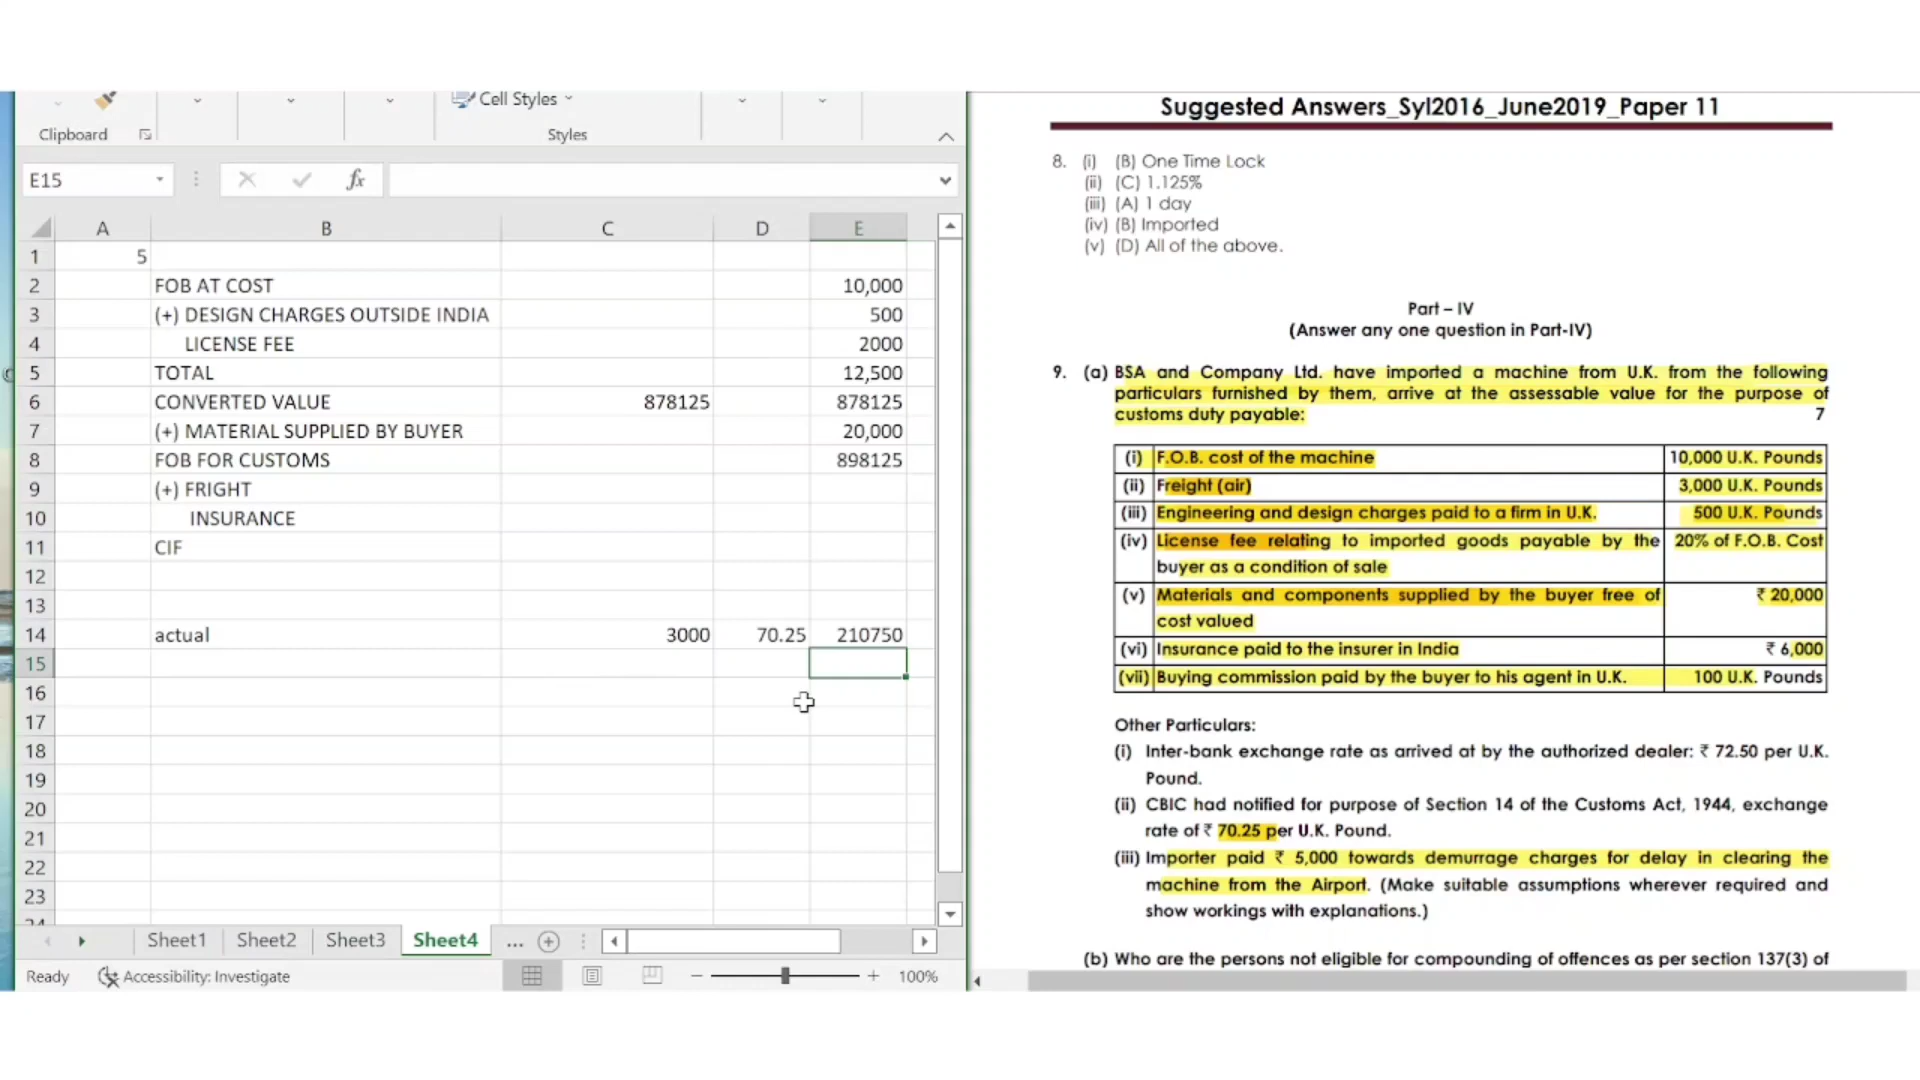 Cell Styles
Clipboard
Styles
E15
fx
A B C D E
1 5
2 FOB AT COST 10,000
3 (+) DESIGN CHARGES OUTSIDE INDIA 500
4 LICENSE FEE 2000
5 TOTAL 12,500
6 CONVERTED VALUE 878125 878125
7 (+) MATERIAL SUPPLIED BY BUYER 20,000
8 FOB FOR CUSTOMS 898125
9 (+) FRIGHT
10 INSURANCE
11 CIF
12
13
14 actual 3000 70.25 210750
15
16
17
18
19
20
21
22
23
24
Sheet1 Sheet2 Sheet3 Sheet4 ...
Ready Accessibility: Investigate 100%
Suggested Answers_Syl2016_June2019_Paper 11
8. (i) (B) One Time Lock
(ii) (C) 1.125%
(iii) (A) 1 day
(iv) (B) Imported
(v) (D) All of the above.
Part – IV
(Answer any one question in Part-IV)
9. (a) BSA and Company Ltd. have imported a machine from U.K. from the following
particulars furnished by them, arrive at the assessable value for the purpose of
customs duty payable: 7
(i) F.O.B. cost of the machine 10,000 U.K. Pounds
(ii) Freight (air) 3,000 U.K. Pounds
(iii) Engineering and design charges paid to a firm in U.K. 500 U.K. Pounds
(iv) License fee relating to imported goods payable by the 20% of F.O.B. Cost
buyer as a condition of sale
(v) Materials and components supplied by the buyer free of ₹ 20,000
cost valued
(vi) Insurance paid to the insurer in India ₹ 6,000
(vii) Buying commission paid by the buyer to his agent in U.K. 100 U.K. Pounds
Other Particulars:
(i) Inter-bank exchange rate as arrived at by the authorized dealer: ₹ 72.50 per U.K.
Pound.
(ii) CBIC had notified for purpose of Section 14 of the Customs Act, 1944, exchange
rate of ₹ 70.25 per U.K. Pound.
(iii) Importer paid ₹ 5,000 towards demurrage charges for delay in clearing the
machine from the Airport. (Make suitable assumptions wherever required and
show workings with explanations.)
(b) Who are the persons not eligible for compounding of offences as per section 137(3) of